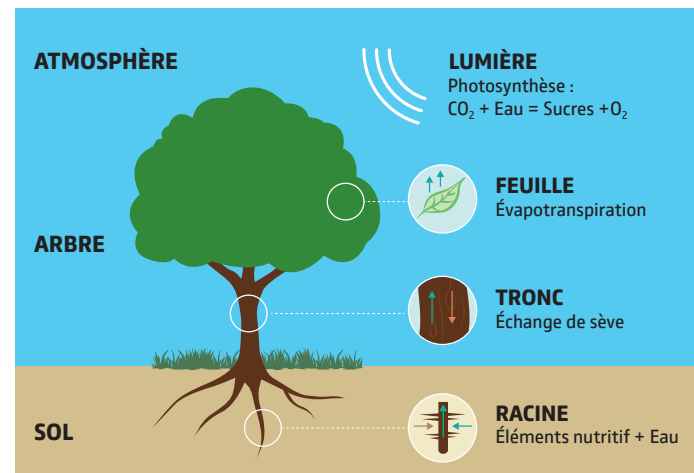 ATMOSPHÈRE
LUMIÈRE
Photosynthèse :
CO₂ + Eau = Sucres +O₂
FEUILLE
Évapotranspiration
ARBRE
TRONC
Échange de sève
SOL
RACINE
Éléments nutritif + Eau